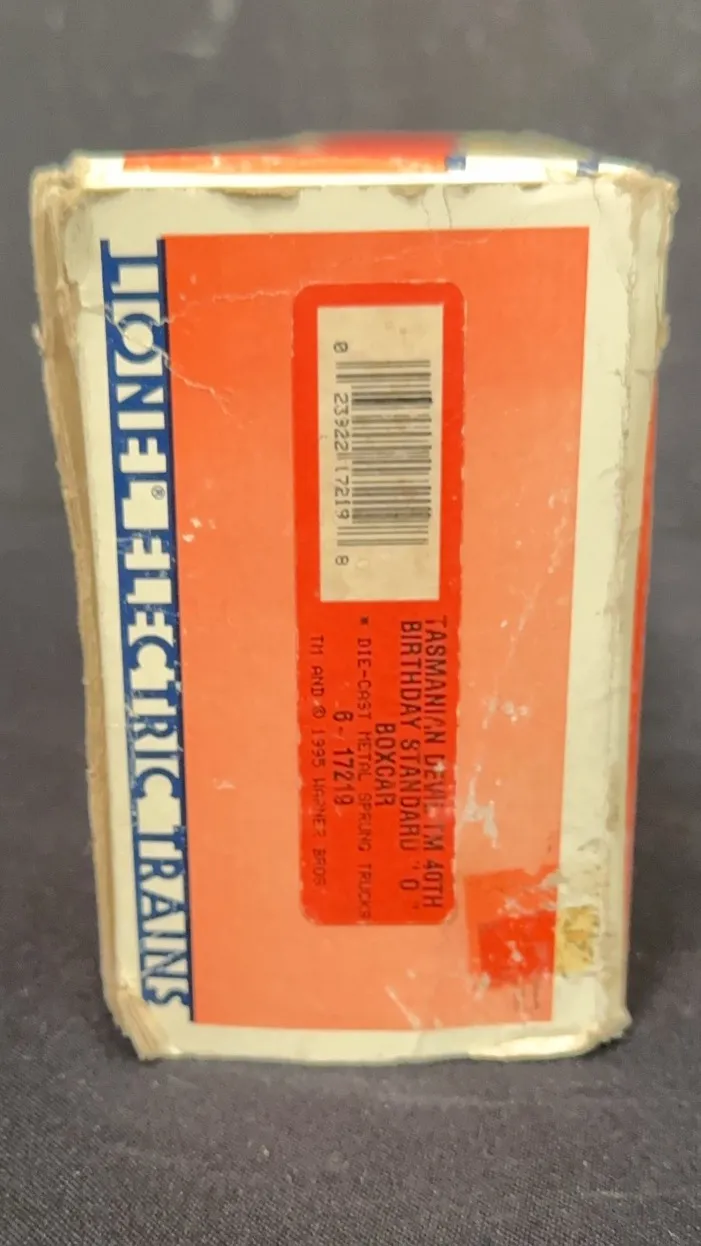 LIONEL® ELECTRIC TRAINS
0 23922 17219 8
TASMANIAN DEVIL TM 40TH
BIRTHDAY STANDARD "O"
BOXCAR
* DIE-CAST METAL SPRUNG TRUCKS
6-17219
TM AND © 1995 WARNER BROS